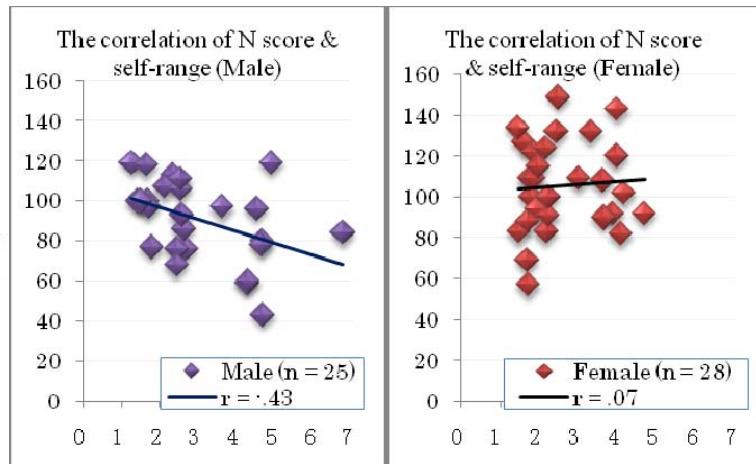 The correlation of N score &
self-range (Male)
160
140
120
100
80
60
40
20
0
Male (n = 25)
r = -.43
0 1 2 3 4 5 6 7
The correlation of N score
& self-range (Female)
160
140
120
100
80
60
40
20
0
Female (n = 28)
r = .07
0 1 2 3 4 5 6 7